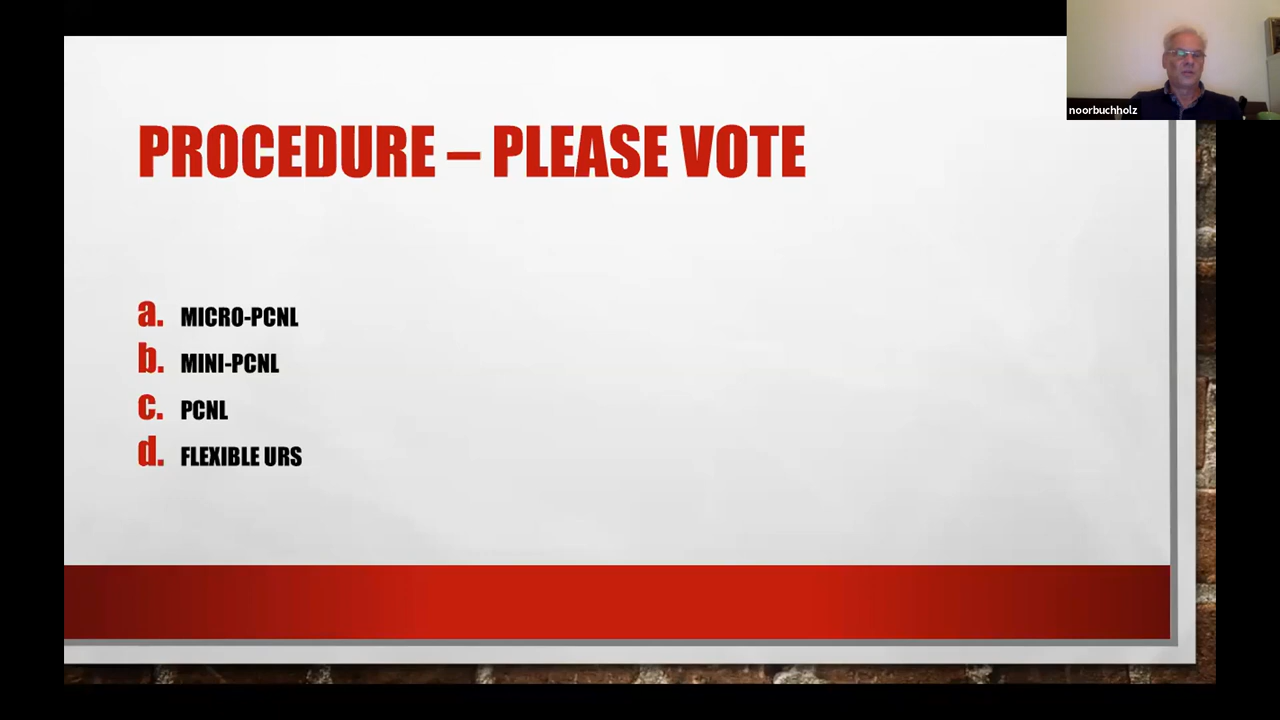 noorbuchholz
PROCEDURE – PLEASE VOTE
a. MICRO-PCNL
b. MINI-PCNL
c. PCNL
d. FLEXIBLE URS